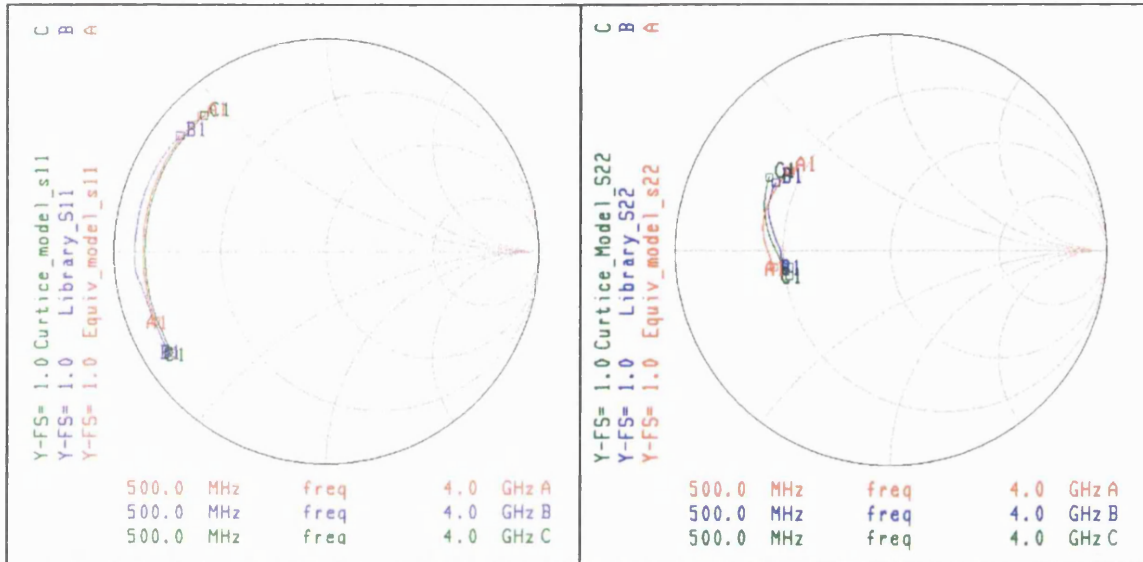 Y-FS= 1.0 Curtice_model_s11 C
Y-FS= 1.0 Library_S11 B
Y-FS= 1.0 Equiv_model_s11 A
C1
B1
A1
B1
C1
500.0 MHz freq 4.0 GHz A
500.0 MHz freq 4.0 GHz B
500.0 MHz freq 4.0 GHz C
Y-FS= 1.0 Curtice_Model_S22 C
Y-FS= 1.0 Library_S22 B
Y-FS= 1.0 Equiv_model_s22 A
C1
A1
B1
A
B1
C1
500.0 MHz freq 4.0 GHz A
500.0 MHz freq 4.0 GHz B
500.0 MHz freq 4.0 GHz C